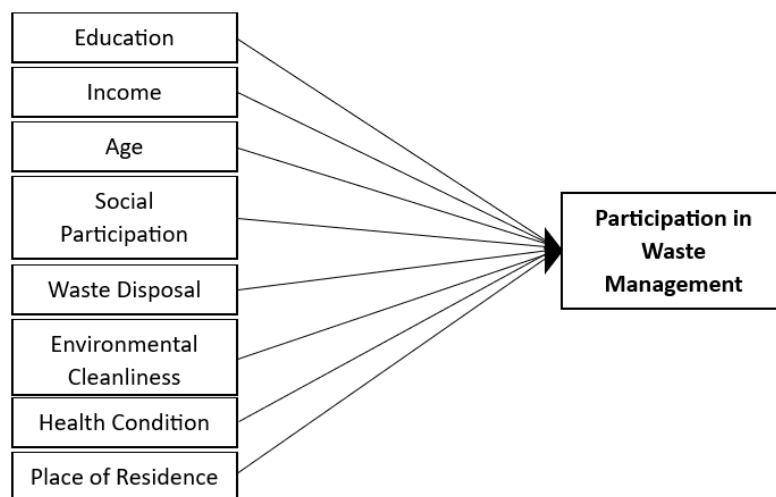 Education
Income
Age
Social
Participation
Waste Disposal
Environmental
Cleanliness
Health Condition
Place of Residence
Participation in
Waste
Management